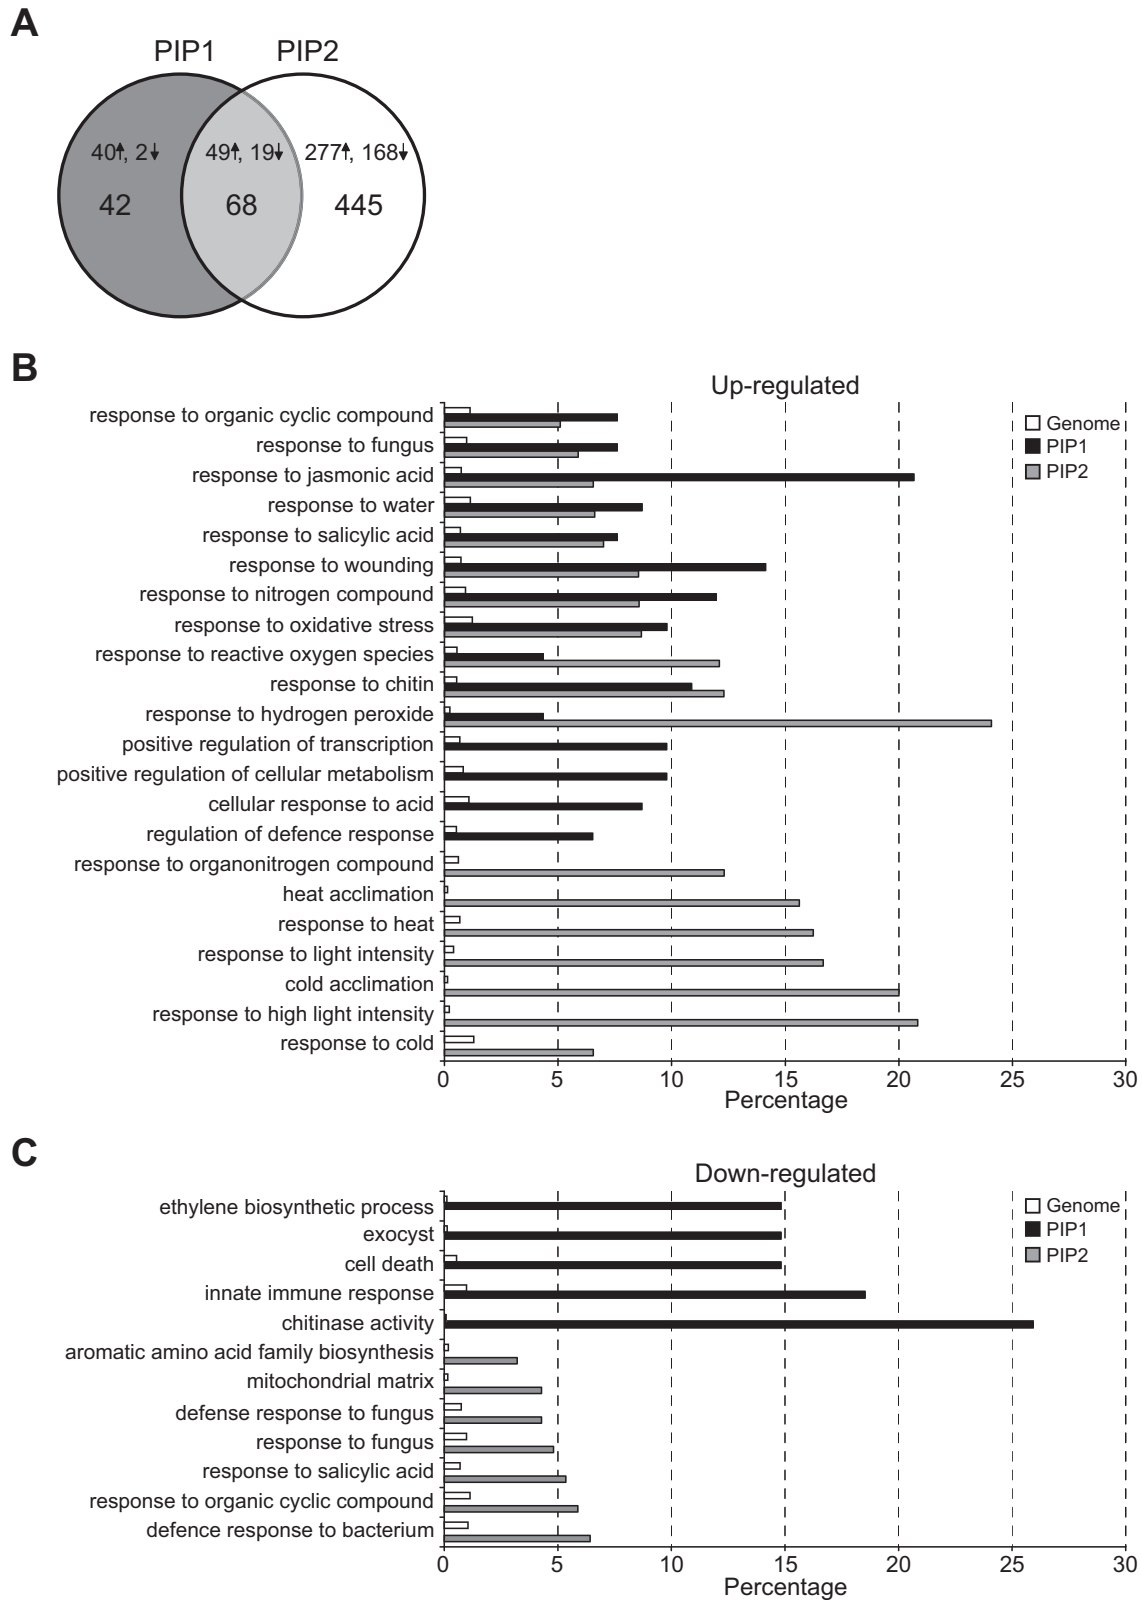 A
PIP1 PIP2
40↑, 2↓ 49↑, 19↓ 277↑, 168↓
42 68 445
B
Up-regulated
response to organic cyclic compound
response to fungus
response to jasmonic acid
response to water
response to salicylic acid
response to wounding
response to nitrogen compound
response to oxidative stress
response to reactive oxygen species
response to chitin
response to hydrogen peroxide
positive regulation of transcription
positive regulation of cellular metabolism
cellular response to acid
regulation of defence response
response to organonitrogen compound
heat acclimation
response to heat
response to light intensity
cold acclimation
response to high light intensity
response to cold
Genome
PIP1
PIP2
0 5 10 15 20 25 30
Percentage
C
Down-regulated
ethylene biosynthetic process
exocyst
cell death
innate immune response
chitinase activity
aromatic amino acid family biosynthesis
mitochondrial matrix
defense response to fungus
response to fungus
response to salicylic acid
response to organic cyclic compound
defence response to bacterium
Genome
PIP1
PIP2
0 5 10 15 20 25 30
Percentage